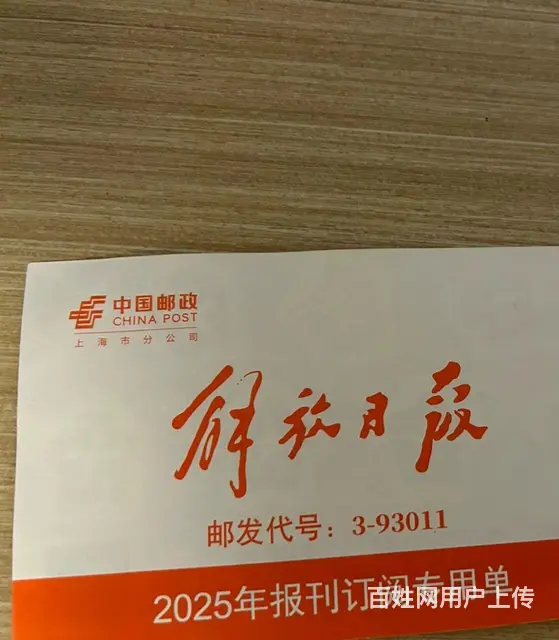 中国邮政
CHINA POST
上海市分公司
解放日报
邮发代号：3-93011
2025年报刊订阅专用单
百姓网用户上传